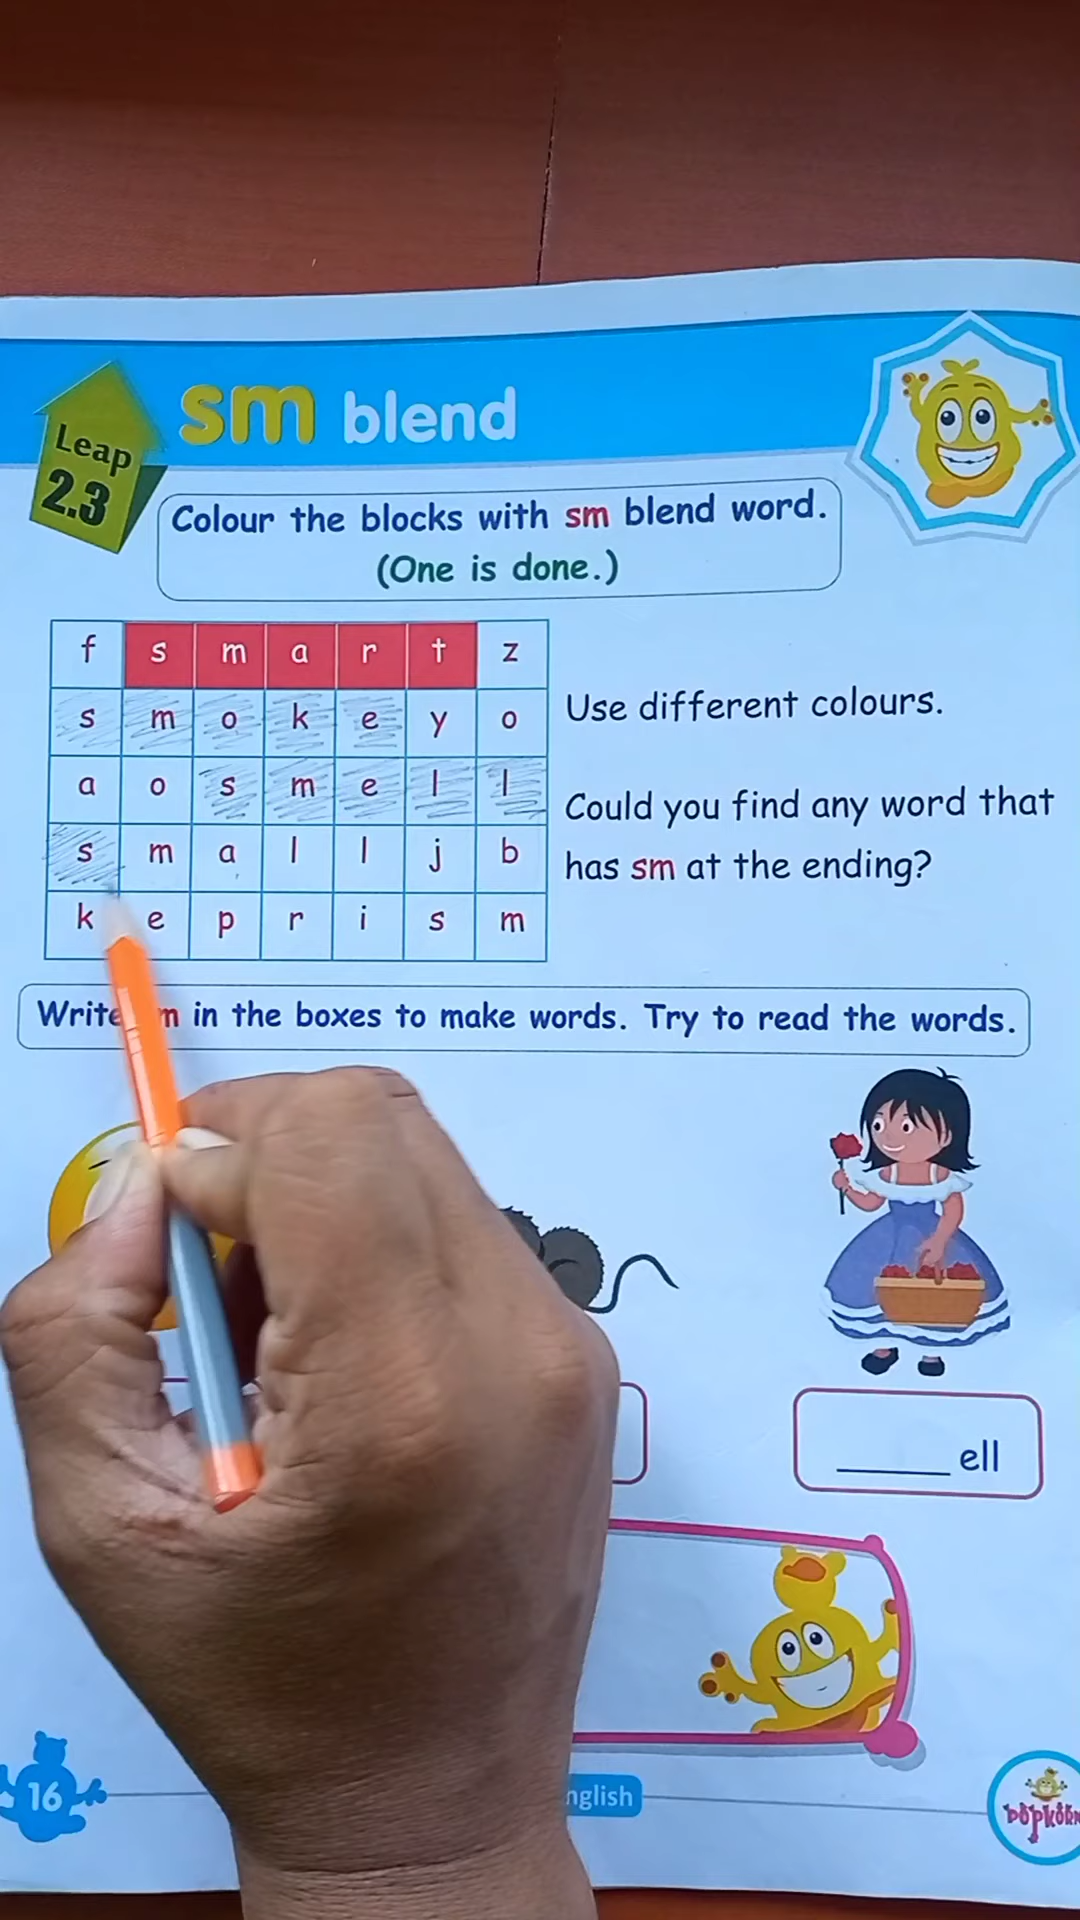 Leap
2.3
sm blend
Colour the blocks with sm blend word.
(One is done.)
f s m a r t z
s m o k e y o
a o s m e l l
s m a l l j b
k e p r i s m
Use different colours.
Could you find any word that
has sm at the ending?
Write m in the boxes to make words. Try to read the words.
____ ell
16
nglish